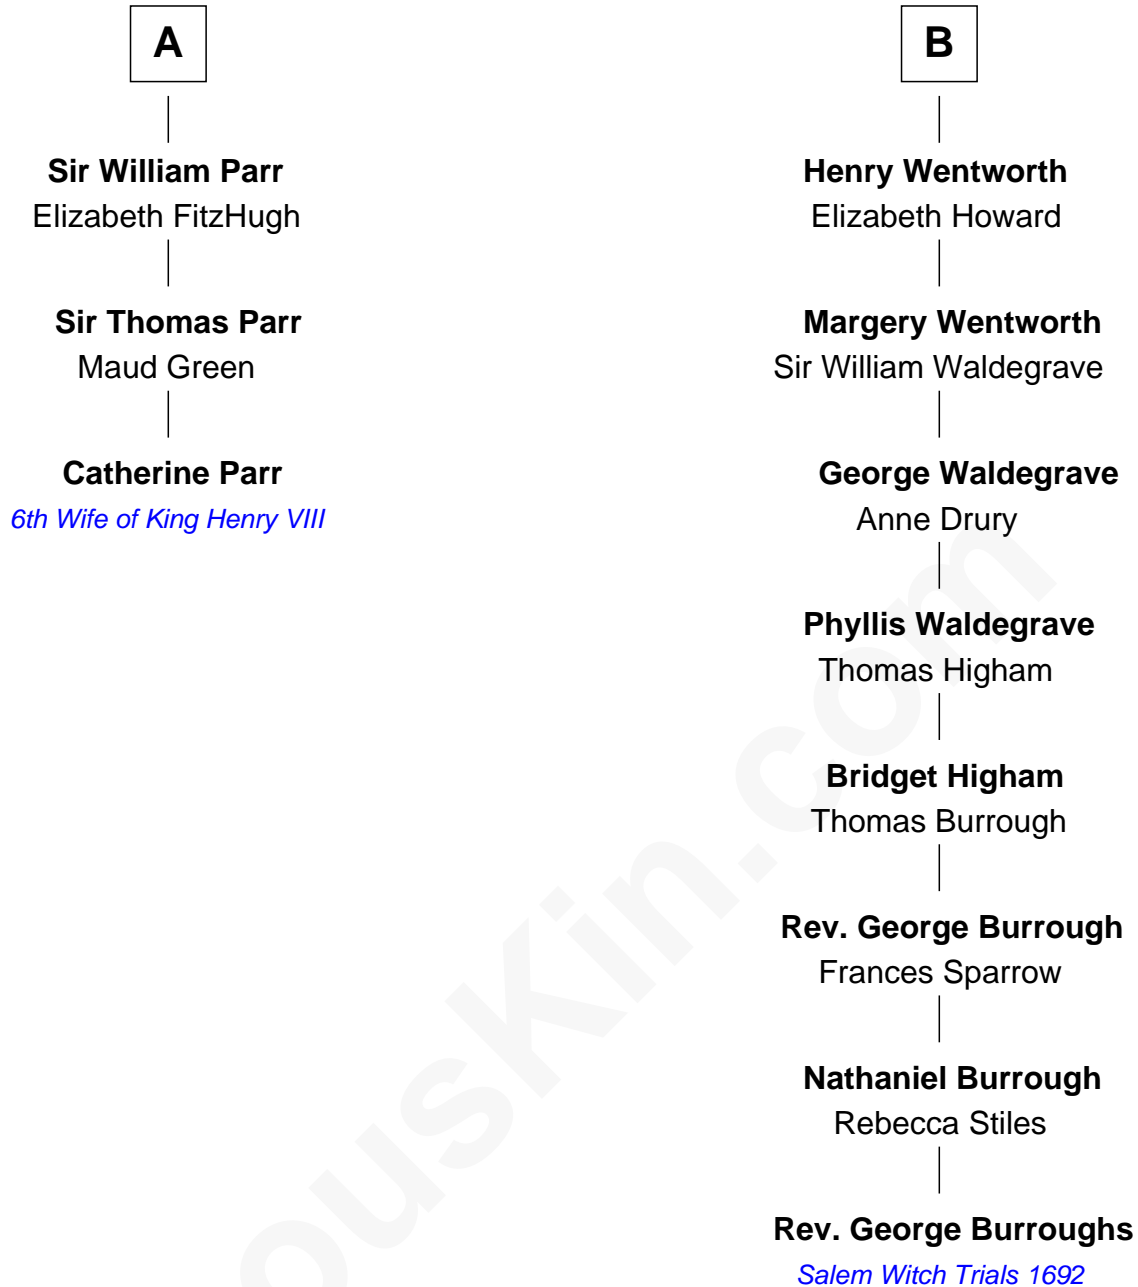 A
Sir William Parr
Elizabeth FitzHugh
Sir Thomas Parr
Maud Green
Catherine Parr
6th Wife of King Henry VIII
B
Henry Wentworth
Elizabeth Howard
Margery Wentworth
Sir William Waldegrave
George Waldegrave
Anne Drury
Phyllis Waldegrave
Thomas Higham
Bridget Higham
Thomas Burrough
Rev. George Burrough
Frances Sparrow
Nathaniel Burrough
Rebecca Stiles
Rev. George Burroughs
Salem Witch Trials 1692
ousKin.com